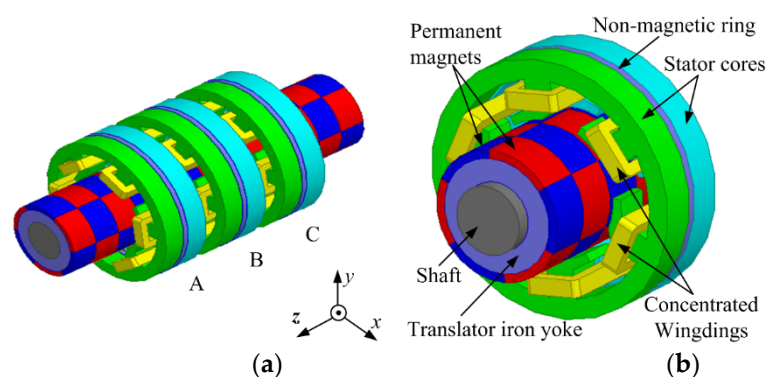 A
B
C
y
z
x
(a)
Permanent
magnets
Non-magnetic ring
Stator cores
Shaft
Translator iron yoke
Concentrated
Wingdings
(b)